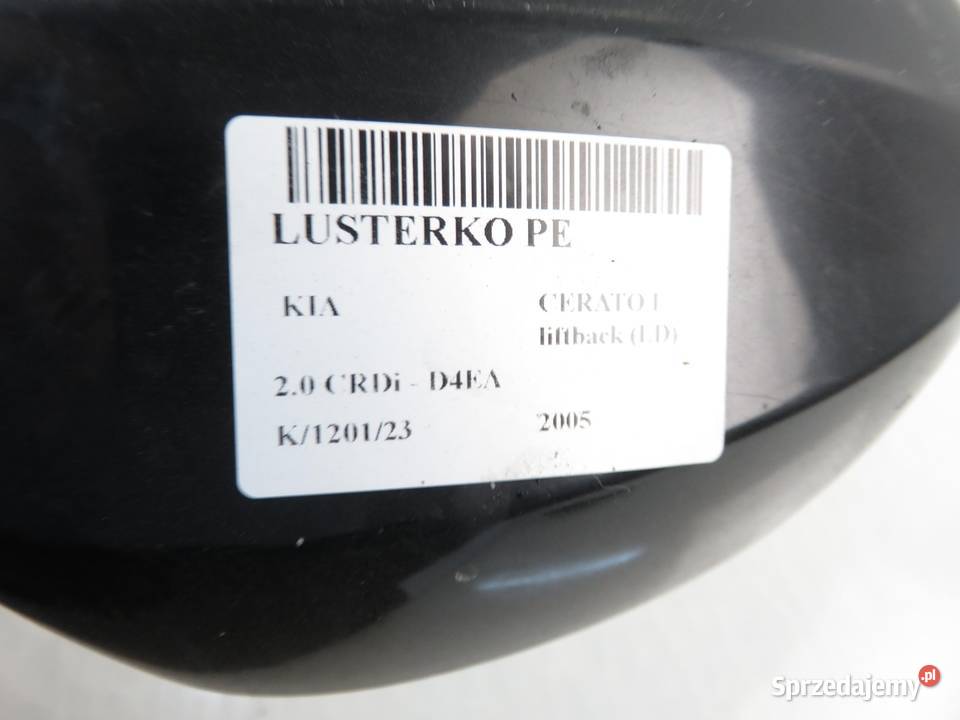 LUSTERKO PE
KIA
CERATO I
liftback (LD)
2.0 CRDi - D4EA
K/1201/23
2005
Sprzedajemy.pl